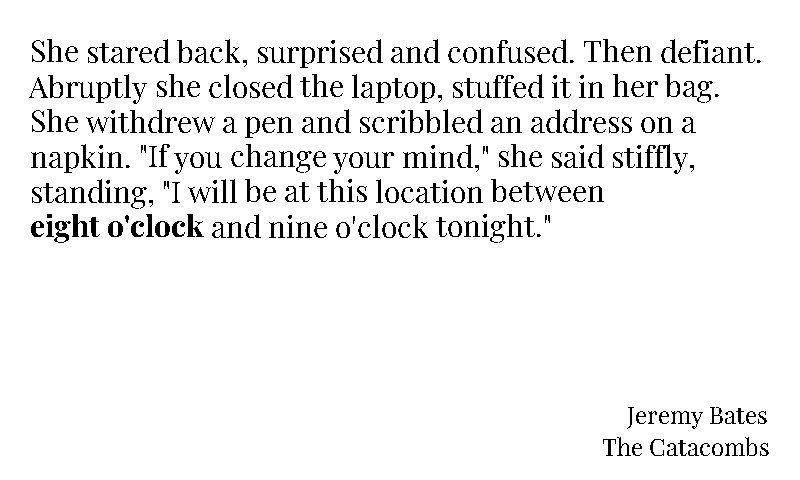 She stared back, surprised and confused. Then defiant.
Abruptly she closed the laptop, stuffed it in her bag.
She withdrew a pen and scribbled an address on a
napkin. "If you change your mind," she said stiffly,
standing, "I will be at this location between
eight o'clock and nine o'clock tonight."
Jeremy Bates
The Catacombs